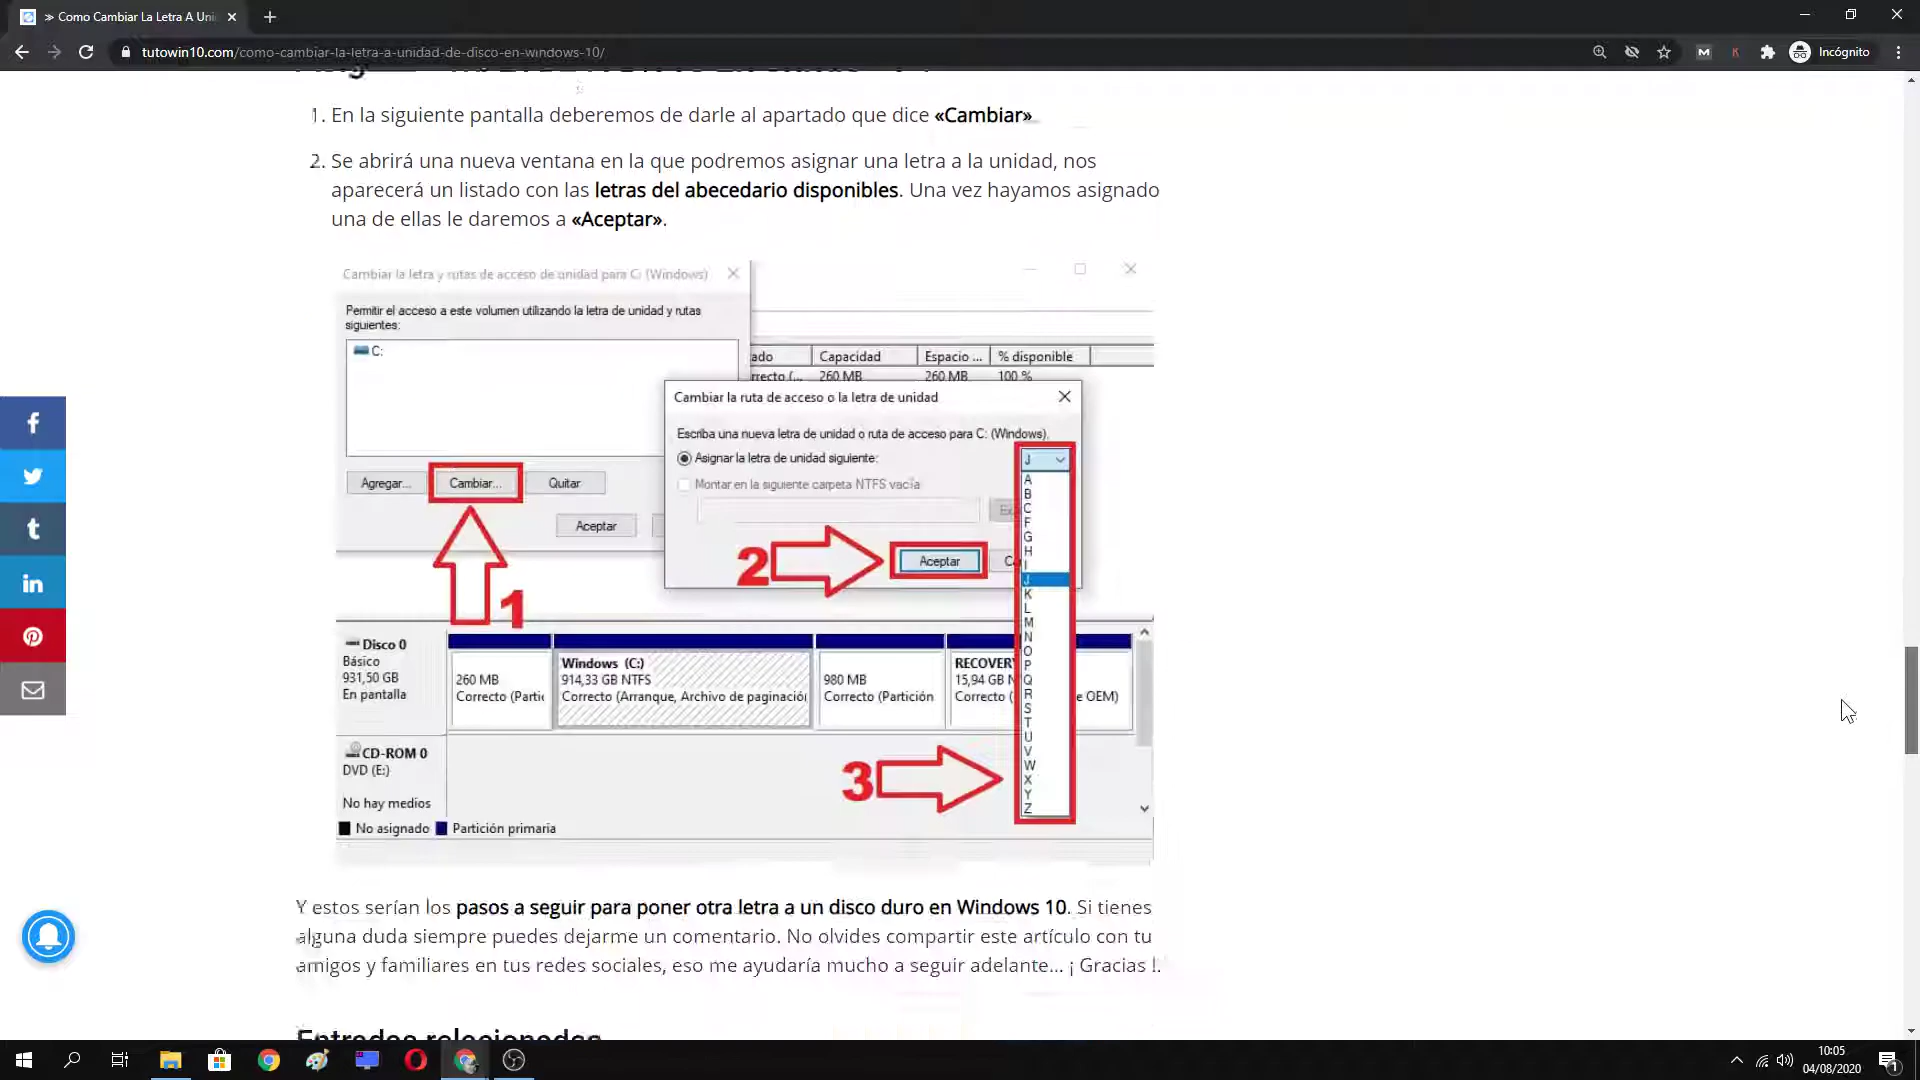 ≫ Como Cambiar La Letra A Uni
tutowin10.com/como-cambiar-la-letra-a-unidad-de-disco-en-windows-10/
M
K
Incógnito
1. En la siguiente pantalla deberemos de darle al apartado que dice «Cambiar»
2. Se abrirá una nueva ventana en la que podremos asignar una letra a la unidad, nos
aparecerá un listado con las letras del abecedario disponibles. Una vez hayamos asignado
una de ellas le daremos a «Aceptar».
Cambiar la letra y rutas de acceso de unidad para C: (Windows)
Permitir el acceso a este volumen utilizando la letra de unidad y rutas
siguientes:
C:
Agregar...
Cambiar...
Quitar
Aceptar
1
ado
Capacidad
Espacio ...
% disponible
rrecto (...
260 MB
260 MB
100 %
Cambiar la ruta de acceso o la letra de unidad
Escriba una nueva letra de unidad o ruta de acceso para C: (Windows).
Asignar la letra de unidad siguiente:
J
Montar en la siguiente carpeta NTFS vacía:
Ex
2
Aceptar
A
B
C
F
G
H
I
J
K
L
M
N
O
P
Q
R
S
T
U
V
W
X
Y
Z
3
Disco 0
Básico
931,50 GB
En pantalla
260 MB
Correcto (Partic
Windows (C:)
914,33 GB NTFS
Correcto (Arranque, Archivo de paginación
980 MB
Correcto (Partición
RECOVERY
15,94 GB N
Correcto (
e OEM)
CD-ROM 0
DVD (E:)
No hay medios
No asignado
Partición primaria
Y estos serían los pasos a seguir para poner otra letra a un disco duro en Windows 10. Si tienes
alguna duda siempre puedes dejarme un comentario. No olvides compartir este artículo con tu
amigos y familiares en tus redes sociales, eso me ayudaría mucho a seguir adelante... ¡ Gracias !.
Entradas relacionadas
10:05
04/08/2020
1